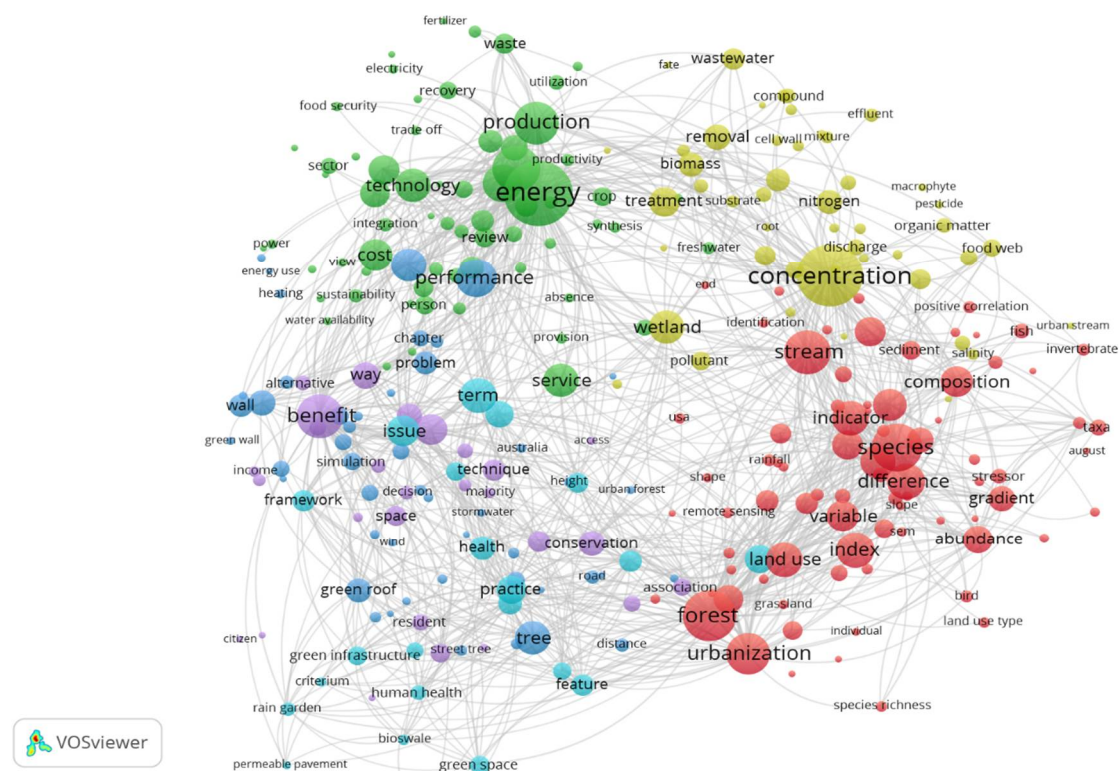 fertilizer
waste
electricity
wastewater
fate
recovery
utilization
compound
food security
effluent
production
trade off
removal
cell wall
mixture
productivity
biomass
sector
technology
energy
macrophyte
crop
treatment
substrate
nitrogen
pesticide
integration
synthesis
root
organic matter
review
power
freshwater
discharge
food web
cost
view
energy use
performance
concentration
end
heating
sustainability
person
absence
positive correlation
water availability
identification
wetland
fish
urban stream
chapter
provision
stream
sediment
invertebrate
problem
pollutant
salinity
alternative
way
service
composition
term
wall
benefit
usa
indicator
issue
taxa
green wall
australia
access
species
august
income
simulation
technique
rainfall
height
shape
difference
stressor
framework
decision
majority
urban forest
gradient
space
stormwater
remote sensing
variable
slope
sem
wind
health
conservation
abundance
land use
index
green roof
practice
road
association
bird
grassland
forest
resident
land use type
citizen
tree
individual
street tree
distance
green infrastructure
urbanization
criterium
human health
feature
rain garden
species richness
bioswale
VOSviewer
permeable pavement
green space